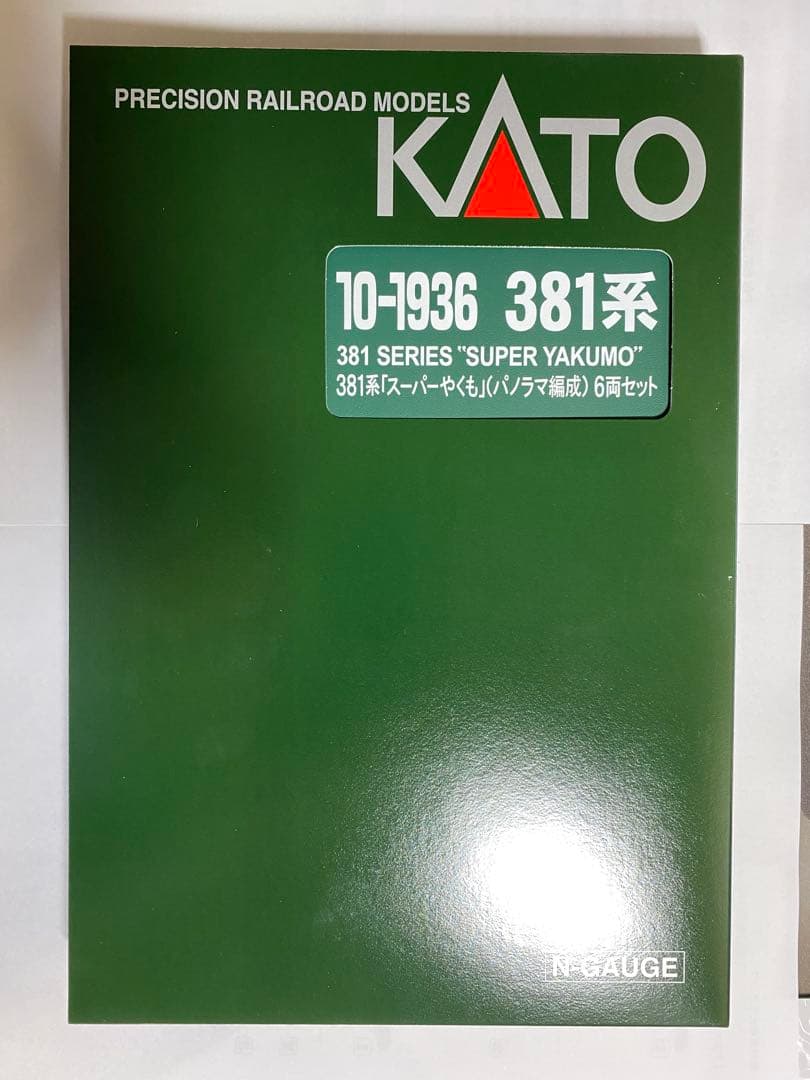 PRECISION RAILROAD MODELS
KATO
10-1936 381系
381 SERIES "SUPER YAKUMO"
381系｢スーパーやくも｣(パノラマ編成) 6両セット
N-GAUGE